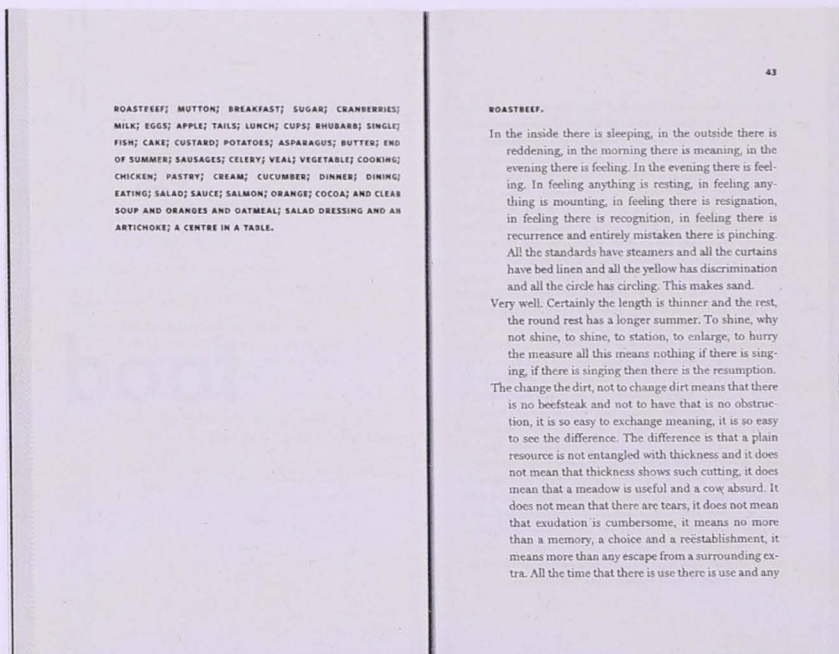 ROASTBEEF; MUTTON; BREAKFAST; SUGAR; CRANBERRIES;
MILK; EGGS; APPLE; TAILS; LUNCH; CUPS; RHUBARB; SINGLE;
FISH; CAKE; CUSTARD; POTATOES; ASPARAGUS; BUTTER; END
OF SUMMER; SAUSAGES; CELERY; VEAL; VEGETABLE; COOKING;
CHICKEN; PASTRY; CREAM; CUCUMBER; DINNER; DINING;
EATING; SALAD; SAUCE; SALMON; ORANGE; COCOA; AND CLEAR
SOUP AND ORANGES AND OATMEAL; SALAD DRESSING AND AN
ARTICHOKE; A CENTRE IN A TABLE.
43
ROASTBEEF.
In the inside there is sleeping, in the outside there is
reddening, in the morning there is meaning, in the
evening there is feeling. In the evening there is feel-
ing. In feeling anything is resting, in feeling any-
thing is mounting, in feeling there is resignation,
in feeling there is recognition, in feeling there is
recurrence and entirely mistaken there is pinching.
All the standards have steamers and all the curtains
have bed linen and all the yellow has discrimination
and all the circle has circling. This makes sand.
Very well. Certainly the length is thinner and the rest,
the round rest has a longer summer. To shine, why
not shine, to shine, to station, to enlarge, to hurry
the measure all this means nothing if there is sing-
ing, if there is singing then there is the resumption.
The change the dirt, not to change dirt means that there
is no beefsteak and not to have that is no obstruc-
tion, it is so easy to exchange meaning, it is so easy
to see the difference. The difference is that a plain
resource is not entangled with thickness and it does
not mean that thickness shows such cutting, it does
mean that a meadow is useful and a cow absurd. It
does not mean that there are tears, it does not mean
that exudation is cumbersome, it means no more
than a memory, a choice and a reëstablishment, it
means more than any escape from a surrounding ex-
tra. All the time that there is use there is use and any